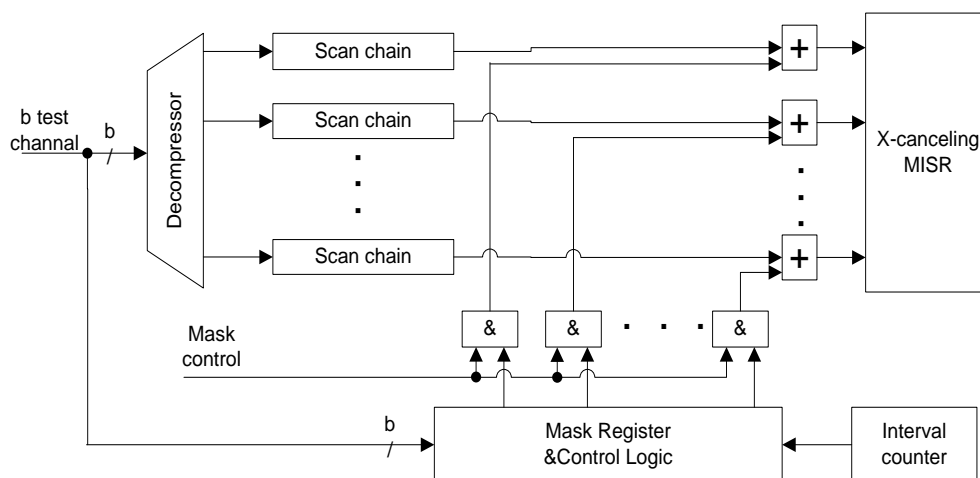 Scan chain
+
b test
channal
b
Decompressor
Scan chain
+
X-canceling
MISR
Scan chain
+
Mask
control
&
&
&
b
Mask Register
&Control Logic
Interval
counter